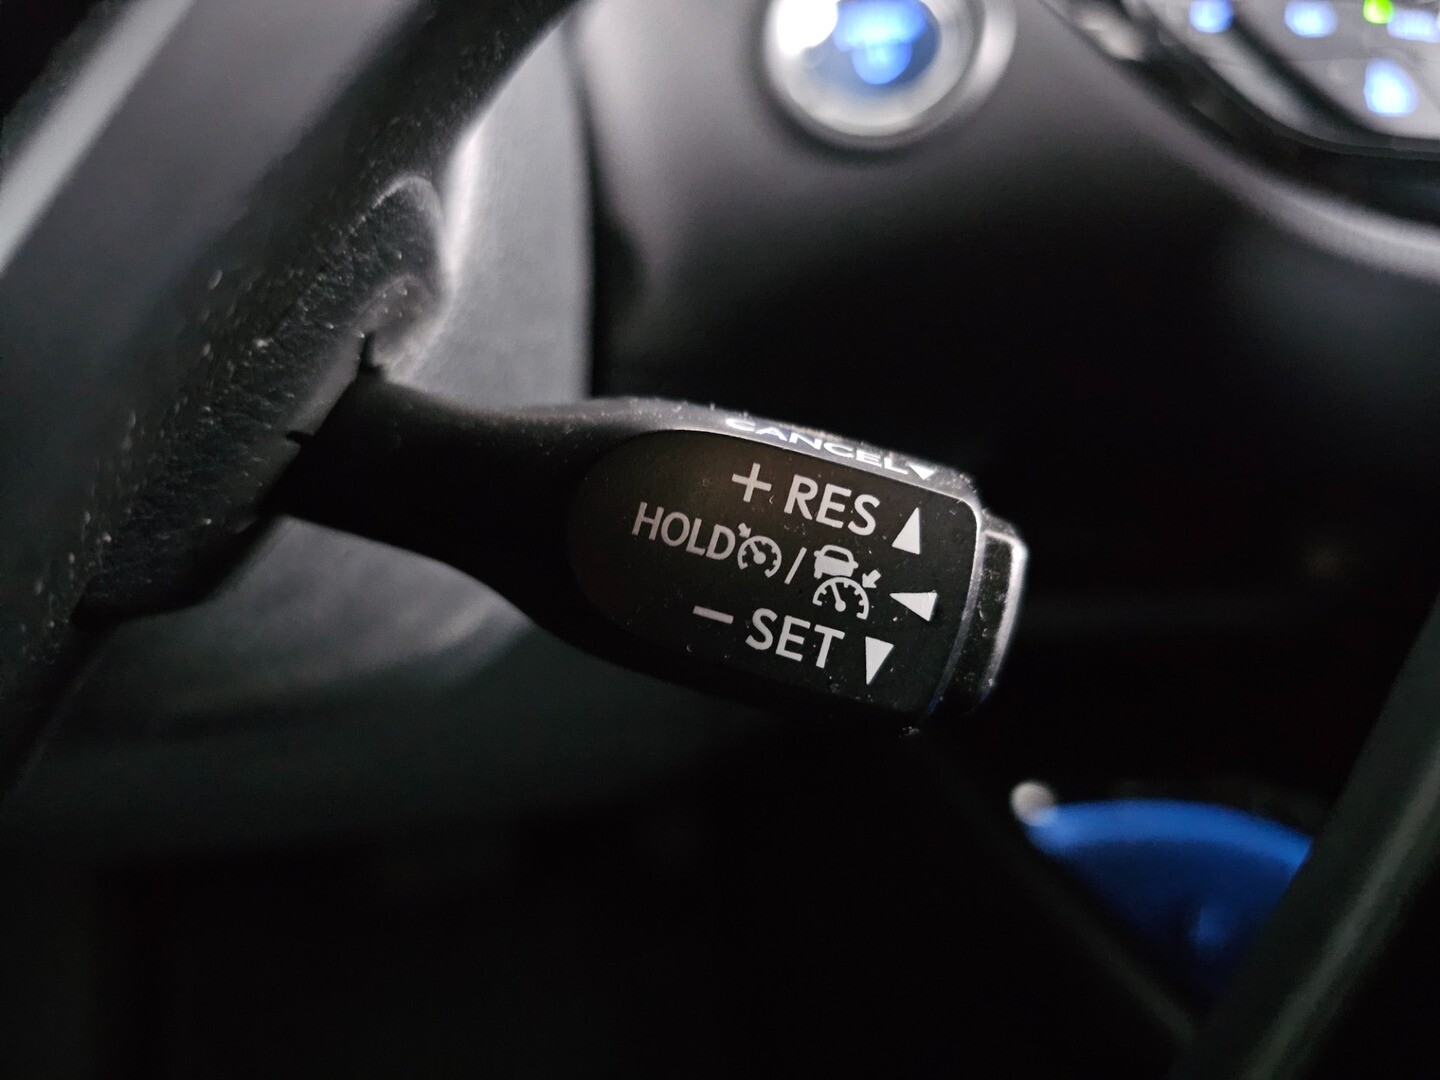 CANCEL▼
+ RES ▲
HOLD / ◀
− SET ▼